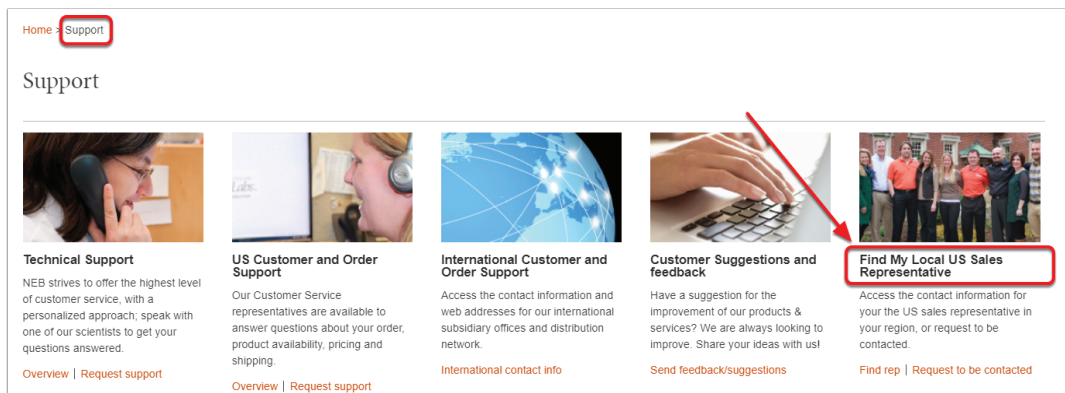 Home > Support
Support
Labs.
Technical Support
NEB strives to offer the highest level
of customer service, with a
personalized approach; speak with
one of our scientists to get your
questions answered.
Overview | Request support
US Customer and Order
Support
Our Customer Service
representatives are available to
answer questions about your order,
product availability, pricing and
shipping.
Overview | Request support
International Customer and
Order Support
Access the contact information and
web addresses for our international
subsidiary offices and distribution
network.
International contact info
Customer Suggestions and
feedback
Have a suggestion for the
improvement of our products &
services? We are always looking to
improve. Share your ideas with us!
Send feedback/suggestions
Find My Local US Sales
Representative
Access the contact information for
your the US sales representative in
your region, or request to be
contacted.
Find rep | Request to be contacted